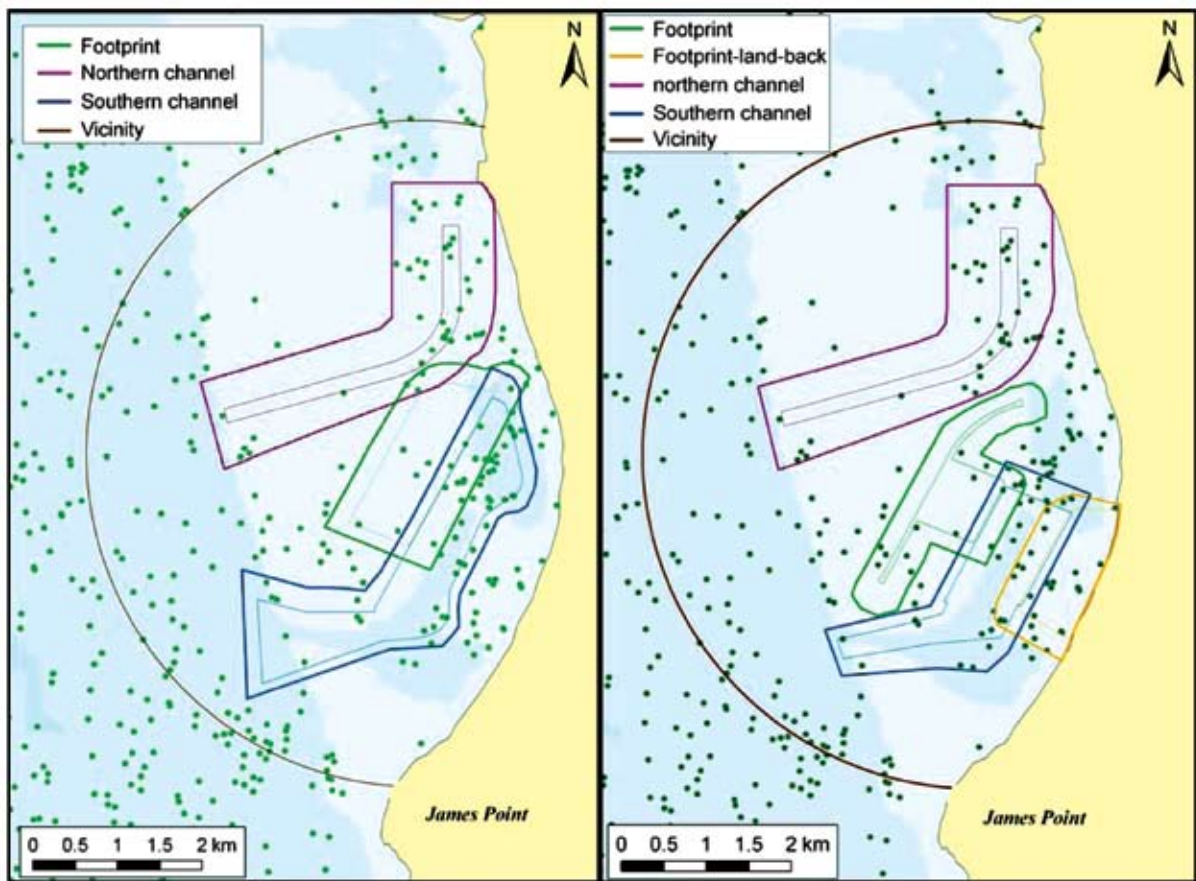 Footprint
Northern channel
Southern channel
Vicinity
N
James Point
0 0.5 1 1.5 2 km
Footprint
Footprint-land-back
northern channel
Southern channel
Vicinity
N
James Point
0 0.5 1 1.5 2 km